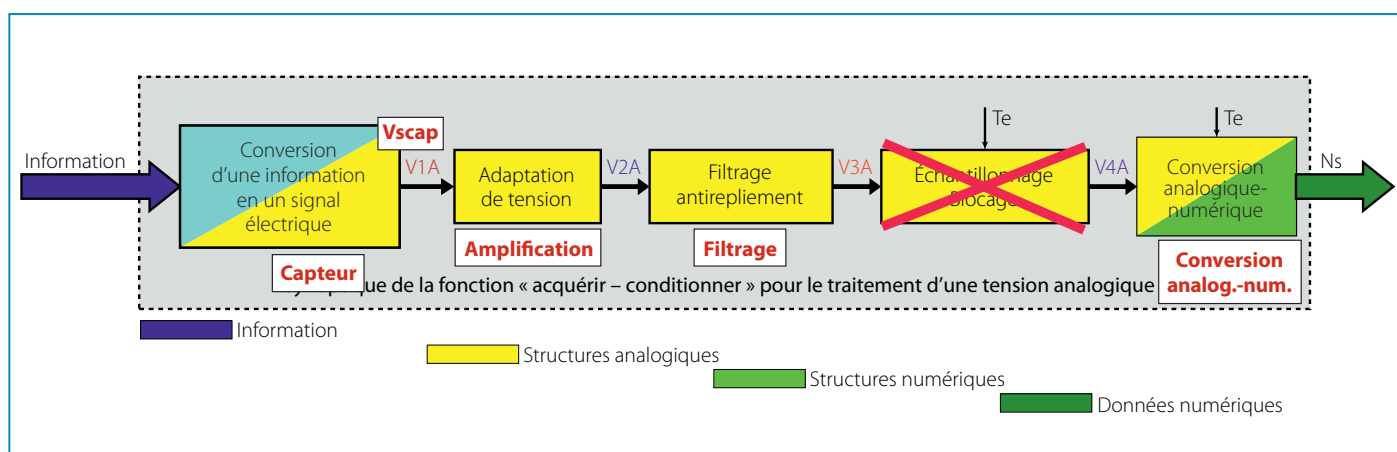 Information
Conversion
d’une information
en un signal
électrique
Vscap
Capteur
V1A
Adaptation
de tension
Amplification
V2A
Filtrage
antirepliement
Filtrage
V3A
Te
Échantillonnage
Blocage
V4A
Te
Conversion
analogique-
numérique
Conversion
analog.-num.
Ns
de la fonction « acquérir – conditionner » pour le traitement d’une tension analogique
Information
Structures analogiques
Structures numériques
Données numériques